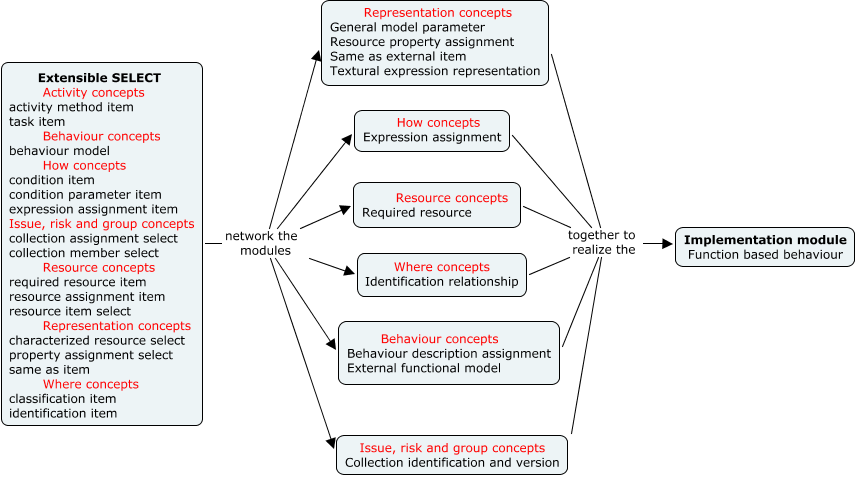 Extensible SELECT
Activity concepts
activity method item
task item
Behaviour concepts
behaviour model
How concepts
condition item
condition parameter item
expression assignment item
Issue, risk and group concepts
collection assignment select
collection member select
Resource concepts
required resource item
resource assignment item
resource item select
Representation concepts
characterized resource select
property assignment select
same as item
Where concepts
classification item
identification item
network the
modules
Representation concepts
General model parameter
Resource property assignment
Same as external item
Textural expression representation
How concepts
Expression assignment
Resource concepts
Required resource
Where concepts
Identification relationship
Behaviour concepts
Behaviour description assignment
External functional model
Issue, risk and group concepts
Collection identification and version
together to
realize the
Implementation module
Function based behaviour